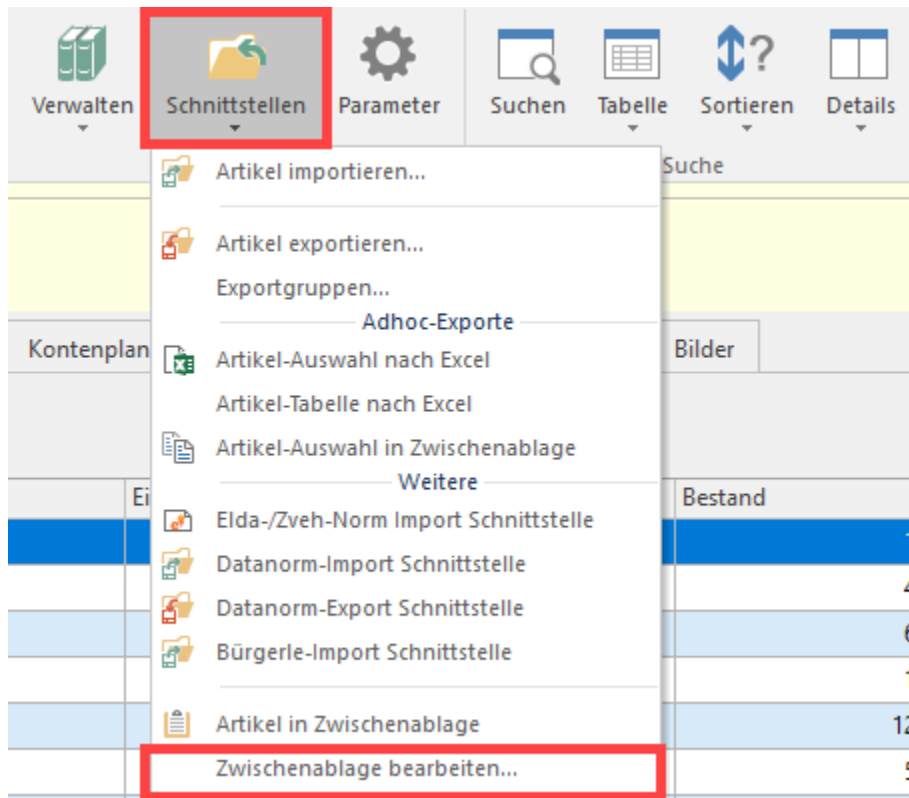 Verwalten Schnittstellen Parameter Suchen Tabelle Sortieren Details
Suche
Artikel importieren...
Artikel exportieren...
Exportgruppen...
Adhoc-Exporte
Kontenplan Bilder
Artikel-Auswahl nach Excel
Artikel-Tabelle nach Excel
Artikel-Auswahl in Zwischenablage
Weitere
Ei Bestand
Elda-/Zveh-Norm Import Schnittstelle
Datanorm-Import Schnittstelle
Datanorm-Export Schnittstelle
Bürgerle-Import Schnittstelle
Artikel in Zwischenablage
12
Zwischenablage bearbeiten...